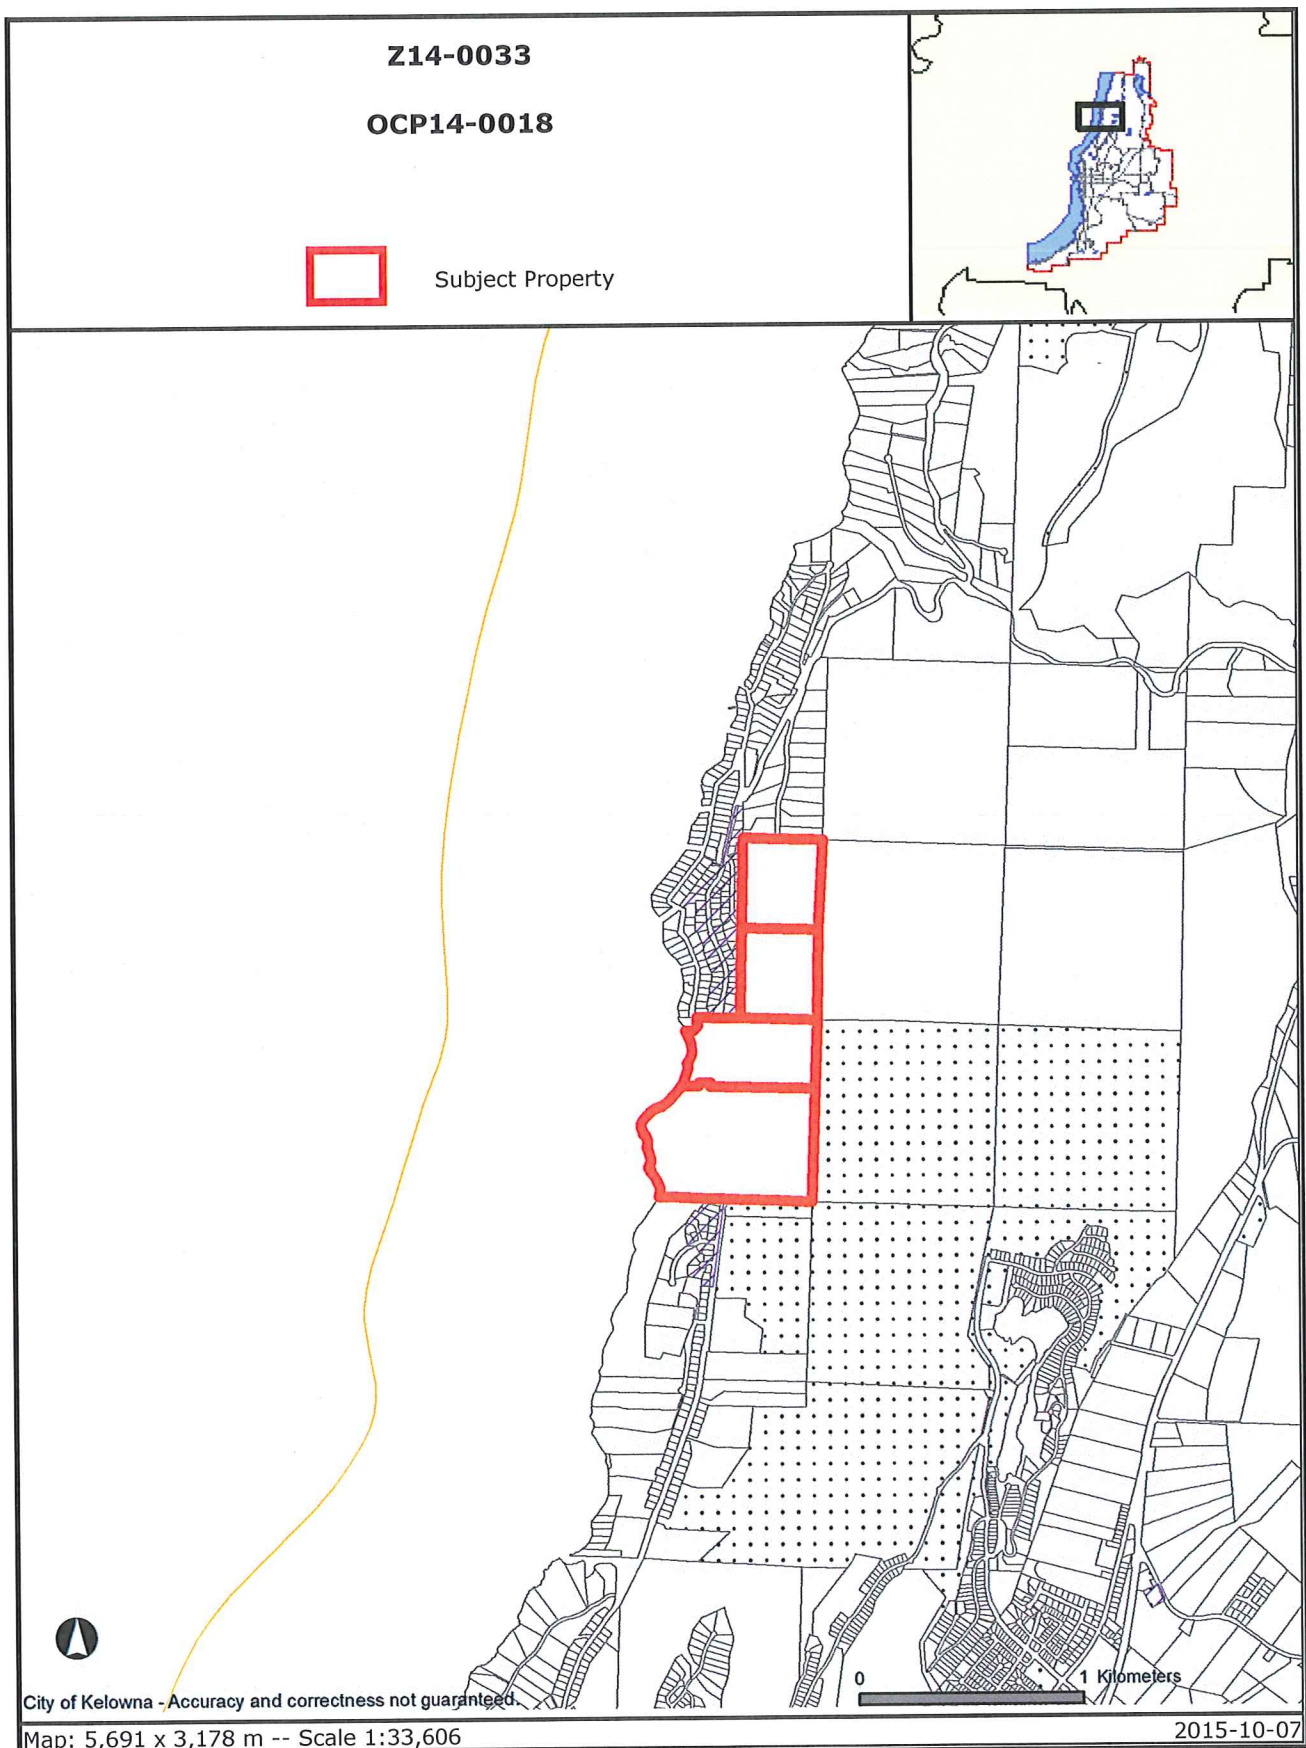 Z14-0033
OCP14-0018
Subject Property
0 1 Kilometers
City of Kelowna - Accuracy and correctness not guaranteed.
Map: 5,691 x 3,178 m -- Scale 1:33,606
2015-10-07